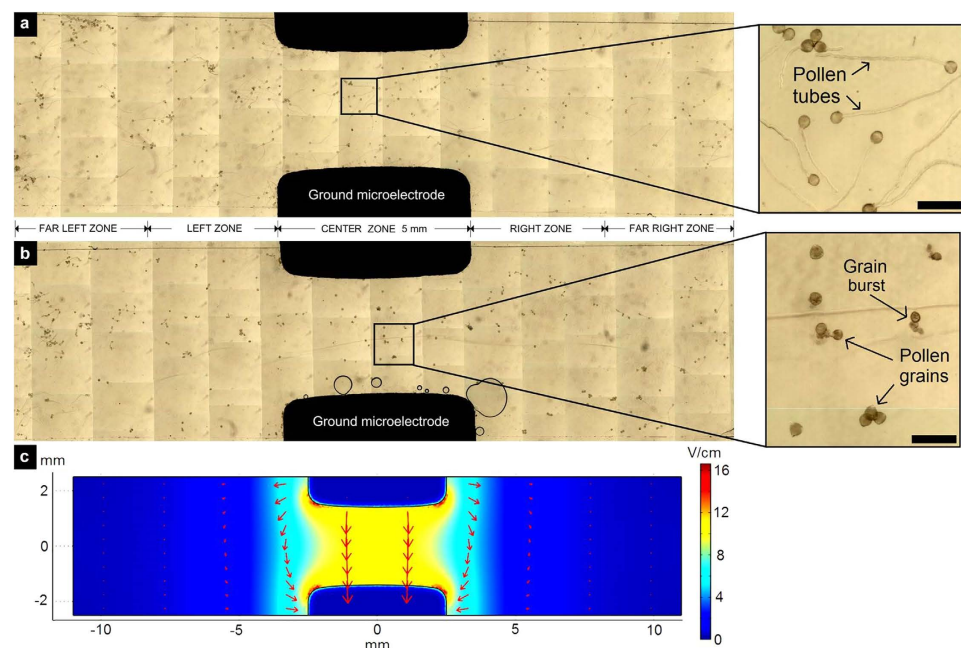 a
Pollen
tubes
Ground microelectrode
FAR LEFT ZONE
LEFT ZONE
CENTER ZONE 5 mm
RIGHT ZONE
FAR RIGHT ZONE
b
Grain
burst
Pollen
grains
Ground microelectrode
c
mm
V/cm
2
0
-2
-10
-5
0
5
10
mm
16
12
8
4
0